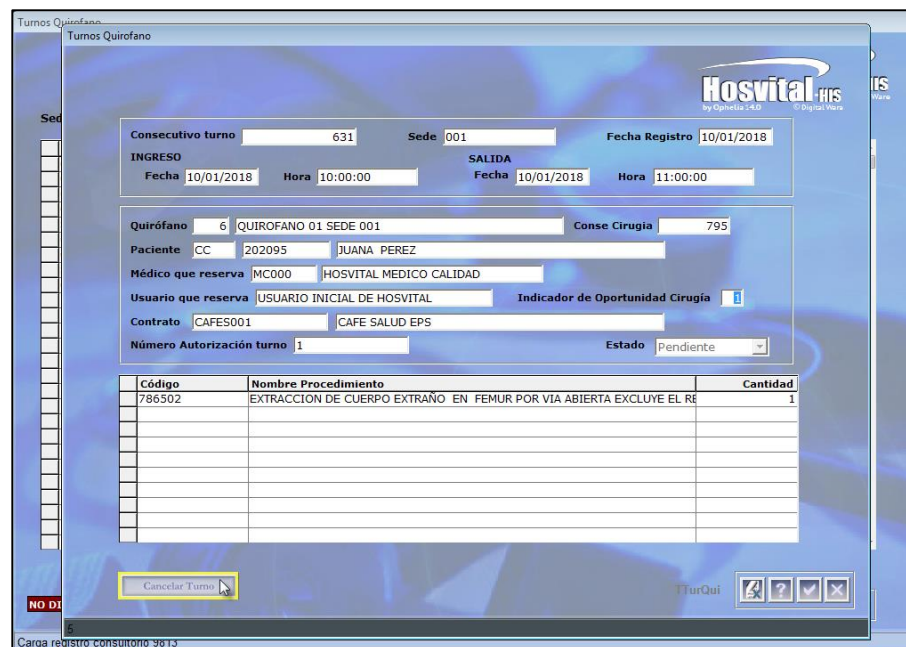 Turnos Quirofano
Turnos Quirofano
Hosvital-HIS
by Ophelia 14.0 © Digital Ware
Sed
Consecutivo turno 631 Sede 001 Fecha Registro 10/01/2018
INGRESO SALIDA
Fecha 10/01/2018 Hora 10:00:00 Fecha 10/01/2018 Hora 11:00:00
Quirófano 6 QUIROFANO 01 SEDE 001 Conse Cirugia 795
Paciente CC 202095 JUANA PEREZ
Médico que reserva MC000 HOSVITAL MEDICO CALIDAD
Usuario que reserva USUARIO INICIAL DE HOSVITAL Indicador de Oportunidad Cirugía 1
Contrato CAFES001 CAFE SALUD EPS
Número Autorización turno 1 Estado Pendiente
Código Nombre Procedimiento Cantidad
786502 EXTRACCION DE CUERPO EXTRAÑO EN FEMUR POR VIA ABIERTA EXCLUYE EL RE 1
Cancelar Turno TTurQui ?
NO DI
5
Carga registro consultorio 9813